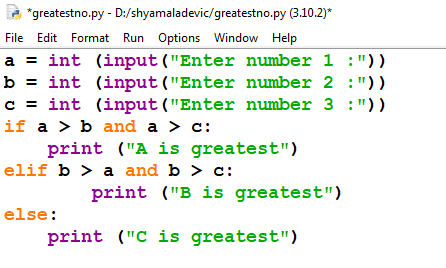 *greatestno.py - D:/shyamaladevic/greatestno.py (3.10.2)*
File Edit Format Run Options Window Help
a = int (input("Enter number 1 :"))
b = int (input("Enter number 2 :"))
c = int (input("Enter number 3 :"))
if a > b and a > c:
    print ("A is greatest")
elif b > a and b > c:
        print ("B is greatest")
else:
    print ("C is greatest")